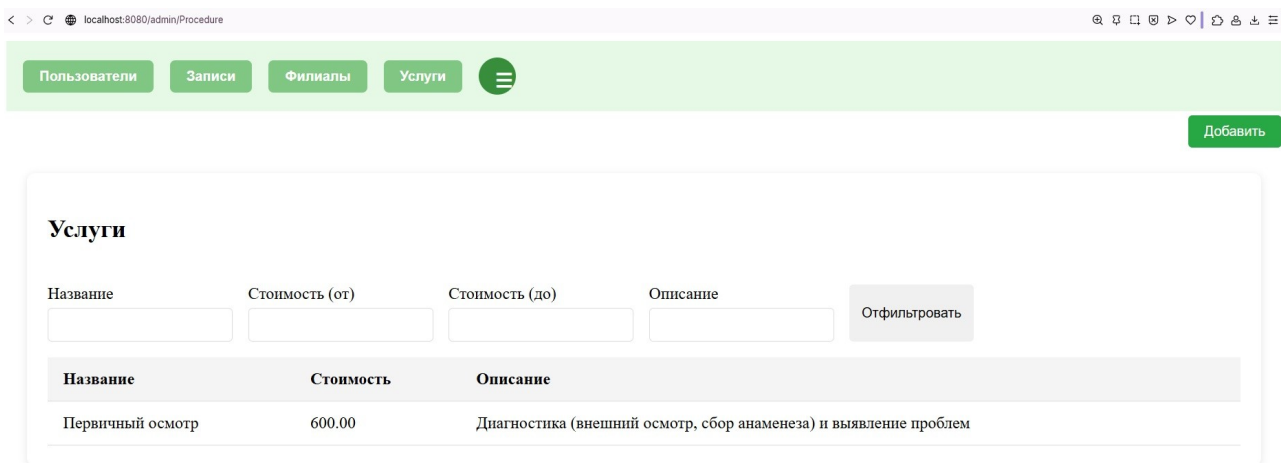 localhost:8080/admin/Procedure
Пользователи Записи Филиалы Услуги
Добавить
Услуги
Название Стоимость (от) Стоимость (до) Описание
Отфильтровать
Название Стоимость Описание
Первичный осмотр 600.00 Диагностика (внешний осмотр, сбор анаменеза) и выявление проблем